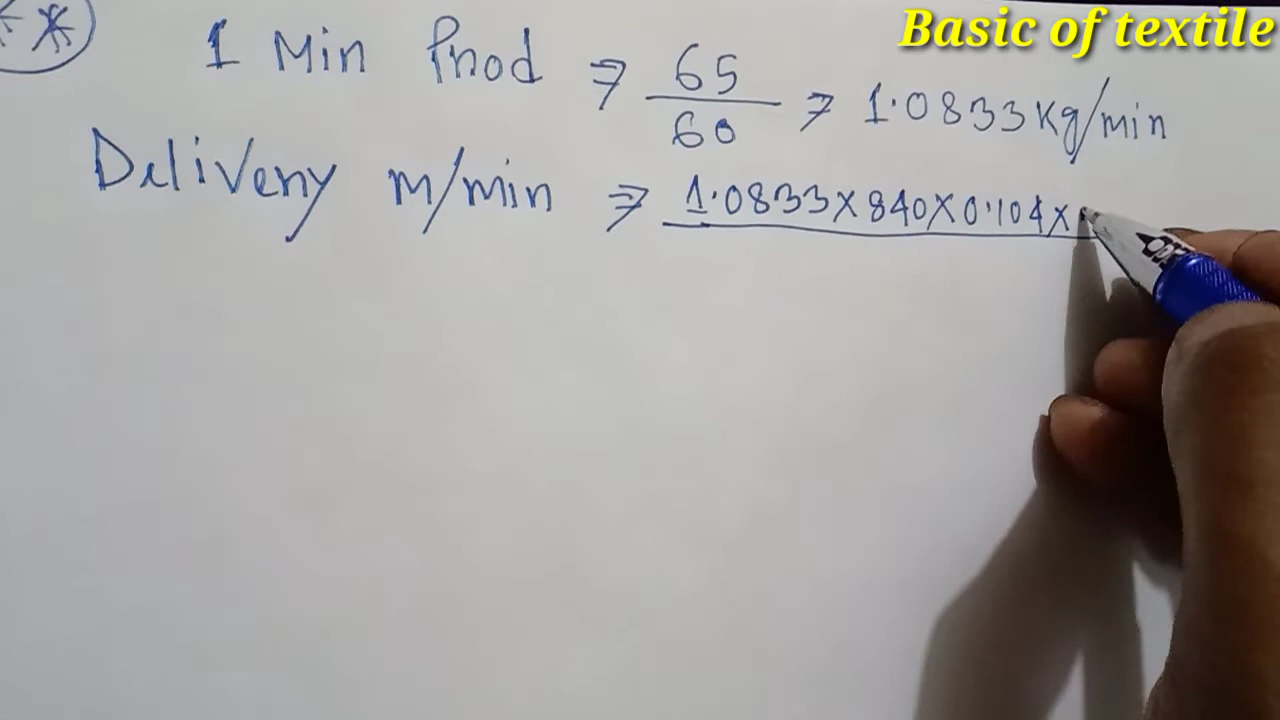 Basic of textile
1 Min Prod ⇒ 65/60 ⇒ 1.0833 Kg/min
Delivery m/min ⇒ 1.0833×840×0.104×